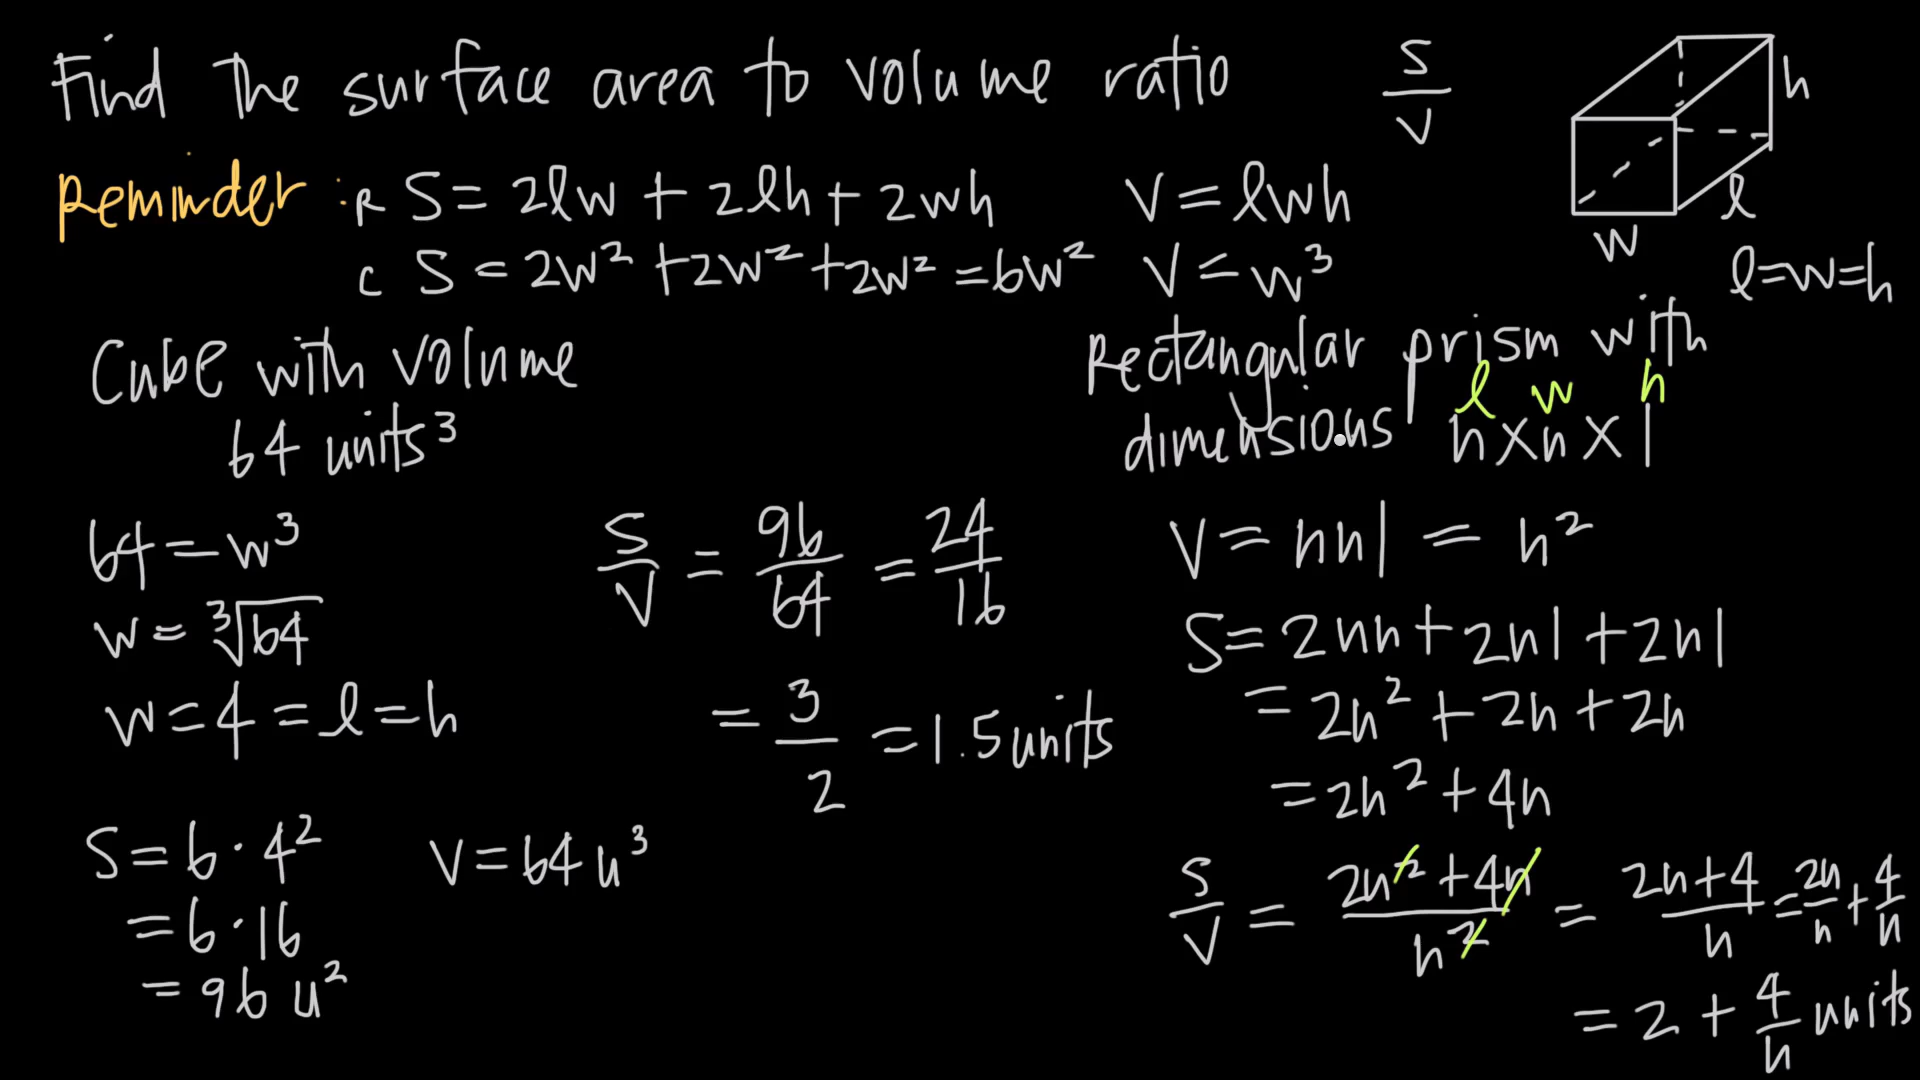 Find the surface area to volume ratio S/V
h
Reminder : R S = 2lw + 2lh + 2wh V = lwh
l
w
C S = 2w² + 2w² + 2w² = 6w² V = w³
l = w = h
Cube with volume
64 units³
Rectangular prism with
l w h
dimensions n x n x 1
64 = w³
w = ³√64
w = 4 = l = h
S = 6 · 4² V = 64 u³
= 6 · 16
= 96 u²
S/V = 96/64 = 24/16
= 3/2 = 1.5 units
V = nn1 = n²
S = 2nn + 2n1 + 2n1
= 2n² + 2n + 2n
= 2n² + 4n
S/V = (2n² + 4n)/n² = (2n + 4)/n = 2n/n + 4/n
= 2 + 4/n units